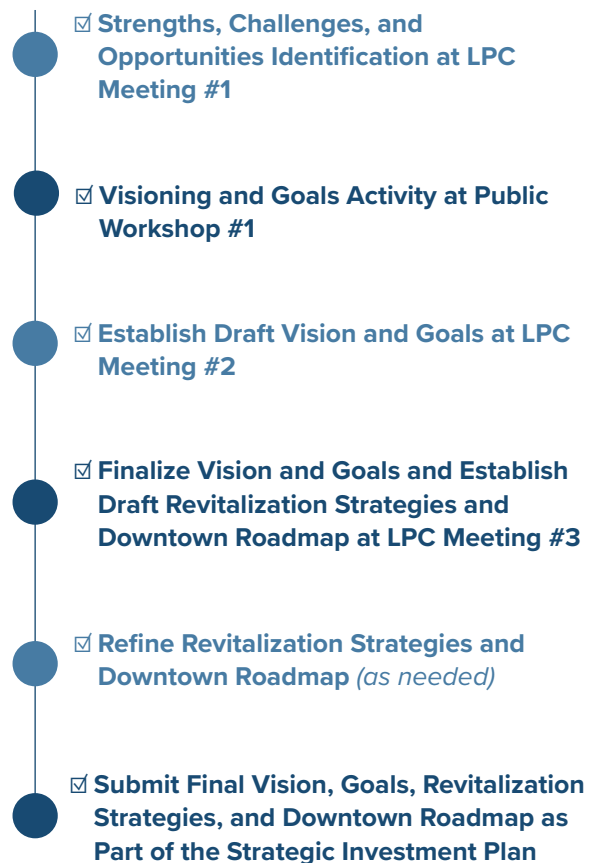 ☑ Strengths, Challenges, and
Opportunities Identification at LPC
Meeting #1
☑ Visioning and Goals Activity at Public
Workshop #1
☑ Establish Draft Vision and Goals at LPC
Meeting #2
☑ Finalize Vision and Goals and Establish
Draft Revitalization Strategies and
Downtown Roadmap at LPC Meeting #3
☑ Refine Revitalization Strategies and
Downtown Roadmap (as needed)
☑ Submit Final Vision, Goals, Revitalization
Strategies, and Downtown Roadmap as
Part of the Strategic Investment Plan